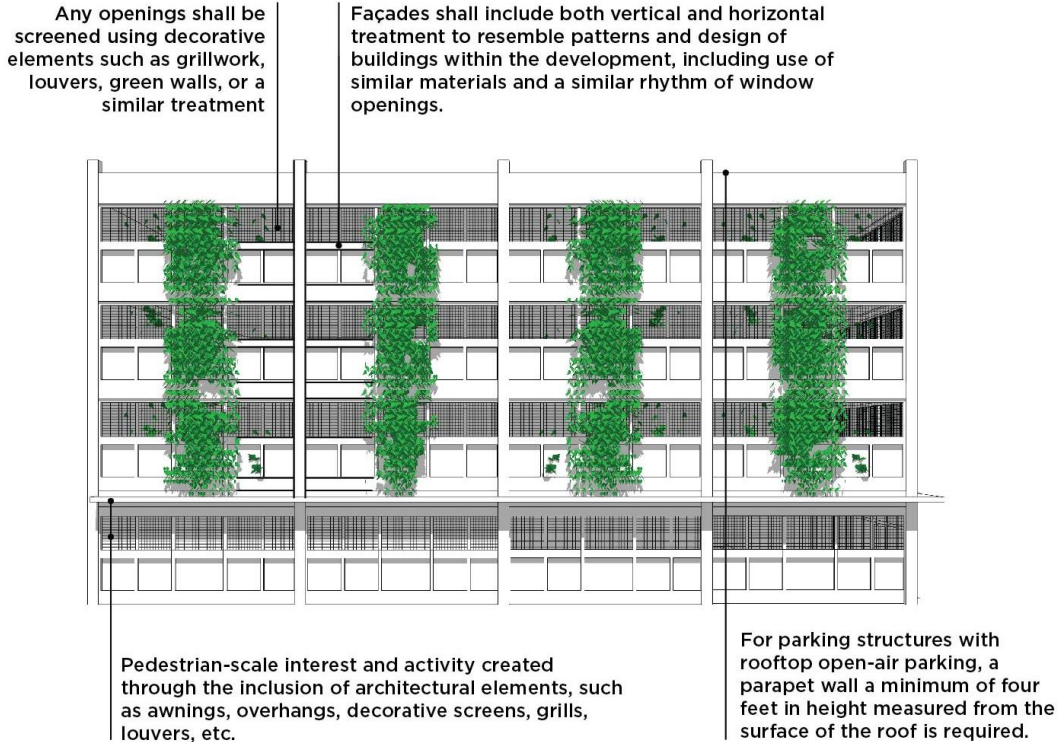 Any openings shall be
screened using decorative
elements such as grillwork,
louvers, green walls, or a
similar treatment
Façades shall include both vertical and horizontal
treatment to resemble patterns and design of
buildings within the development, including use of
similar materials and a similar rhythm of window
openings.
Pedestrian-scale interest and activity created
through the inclusion of architectural elements, such
as awnings, overhangs, decorative screens, grills,
louvers, etc.
For parking structures with
rooftop open-air parking, a
parapet wall a minimum of four
feet in height measured from the
surface of the roof is required.